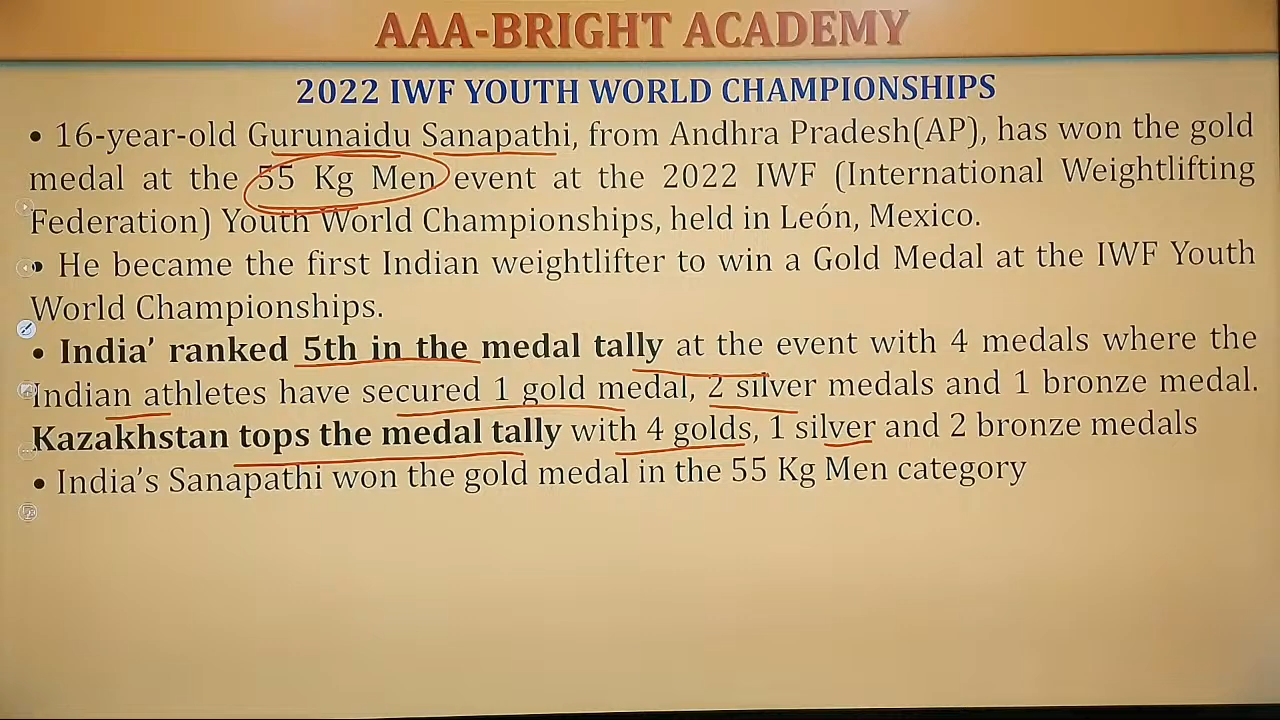 AAA-BRIGHT ACADEMY
2022 IWF YOUTH WORLD CHAMPIONSHIPS
• 16-year-old Gurunaidu Sanapathi, from Andhra Pradesh(AP), has won the gold
medal at the 55 Kg Men event at the 2022 IWF (International Weightlifting
Federation) Youth World Championships, held in León, Mexico.
• He became the first Indian weightlifter to win a Gold Medal at the IWF Youth
World Championships.
• India’ ranked 5th in the medal tally at the event with 4 medals where the
Indian athletes have secured 1 gold medal, 2 silver medals and 1 bronze medal.
Kazakhstan tops the medal tally with 4 golds, 1 silver and 2 bronze medals
• India’s Sanapathi won the gold medal in the 55 Kg Men category